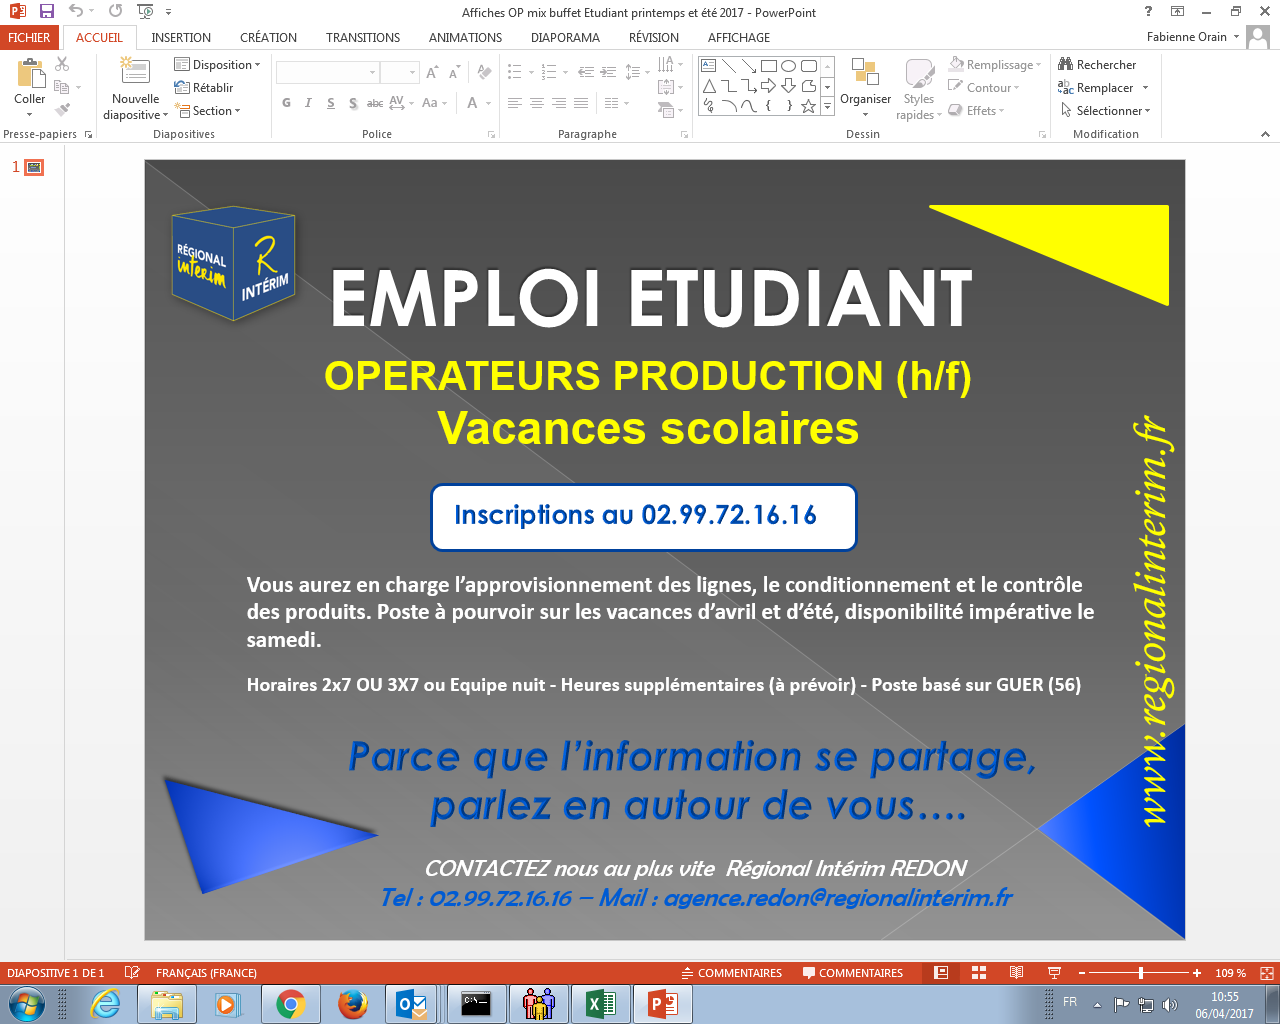 Affiches OP mix buffet Etudiant printemps et été 2017 - PowerPoint
FICHIER ACCUEIL INSERTION CRÉATION TRANSITIONS ANIMATIONS DIAPORAMA RÉVISION AFFICHAGE Fabienne Orain
Coller
Nouvelle diapositive
Disposition
Rétablir
Section
G I S S abc AV Aa A
Organiser
Styles rapides
Remplissage
Contour
Effets
Rechercher
Remplacer
Sélectionner
Presse-papiers Diapositives Police Paragraphe Dessin Modification
1
RÉGIONAL
interim
R
INTÉRIM
EMPLOI ETUDIANT
OPERATEURS PRODUCTION (h/f)
Vacances scolaires
Inscriptions au 02.99.72.16.16
Vous aurez en charge l’approvisionnement des lignes, le conditionnement et le contrôle
des produits. Poste à pourvoir sur les vacances d’avril et d’été, disponibilité impérative le
samedi.
Horaires 2x7 OU 3X7 ou Equipe nuit - Heures supplémentaires (à prévoir) - Poste basé sur GUER (56)
www.regionalinterim.fr
Parce que l’information se partage,
parlez en autour de vous....
CONTACTEZ nous au plus vite Régional Intérim REDON
Tel : 02.99.72.16.16 – Mail : agence.redon@regionalinterim.fr
DIAPOSITIVE 1 DE 1 FRANÇAIS (FRANCE) COMMENTAIRES COMMENTAIRES 109 %
FR 10:55
06/04/2017